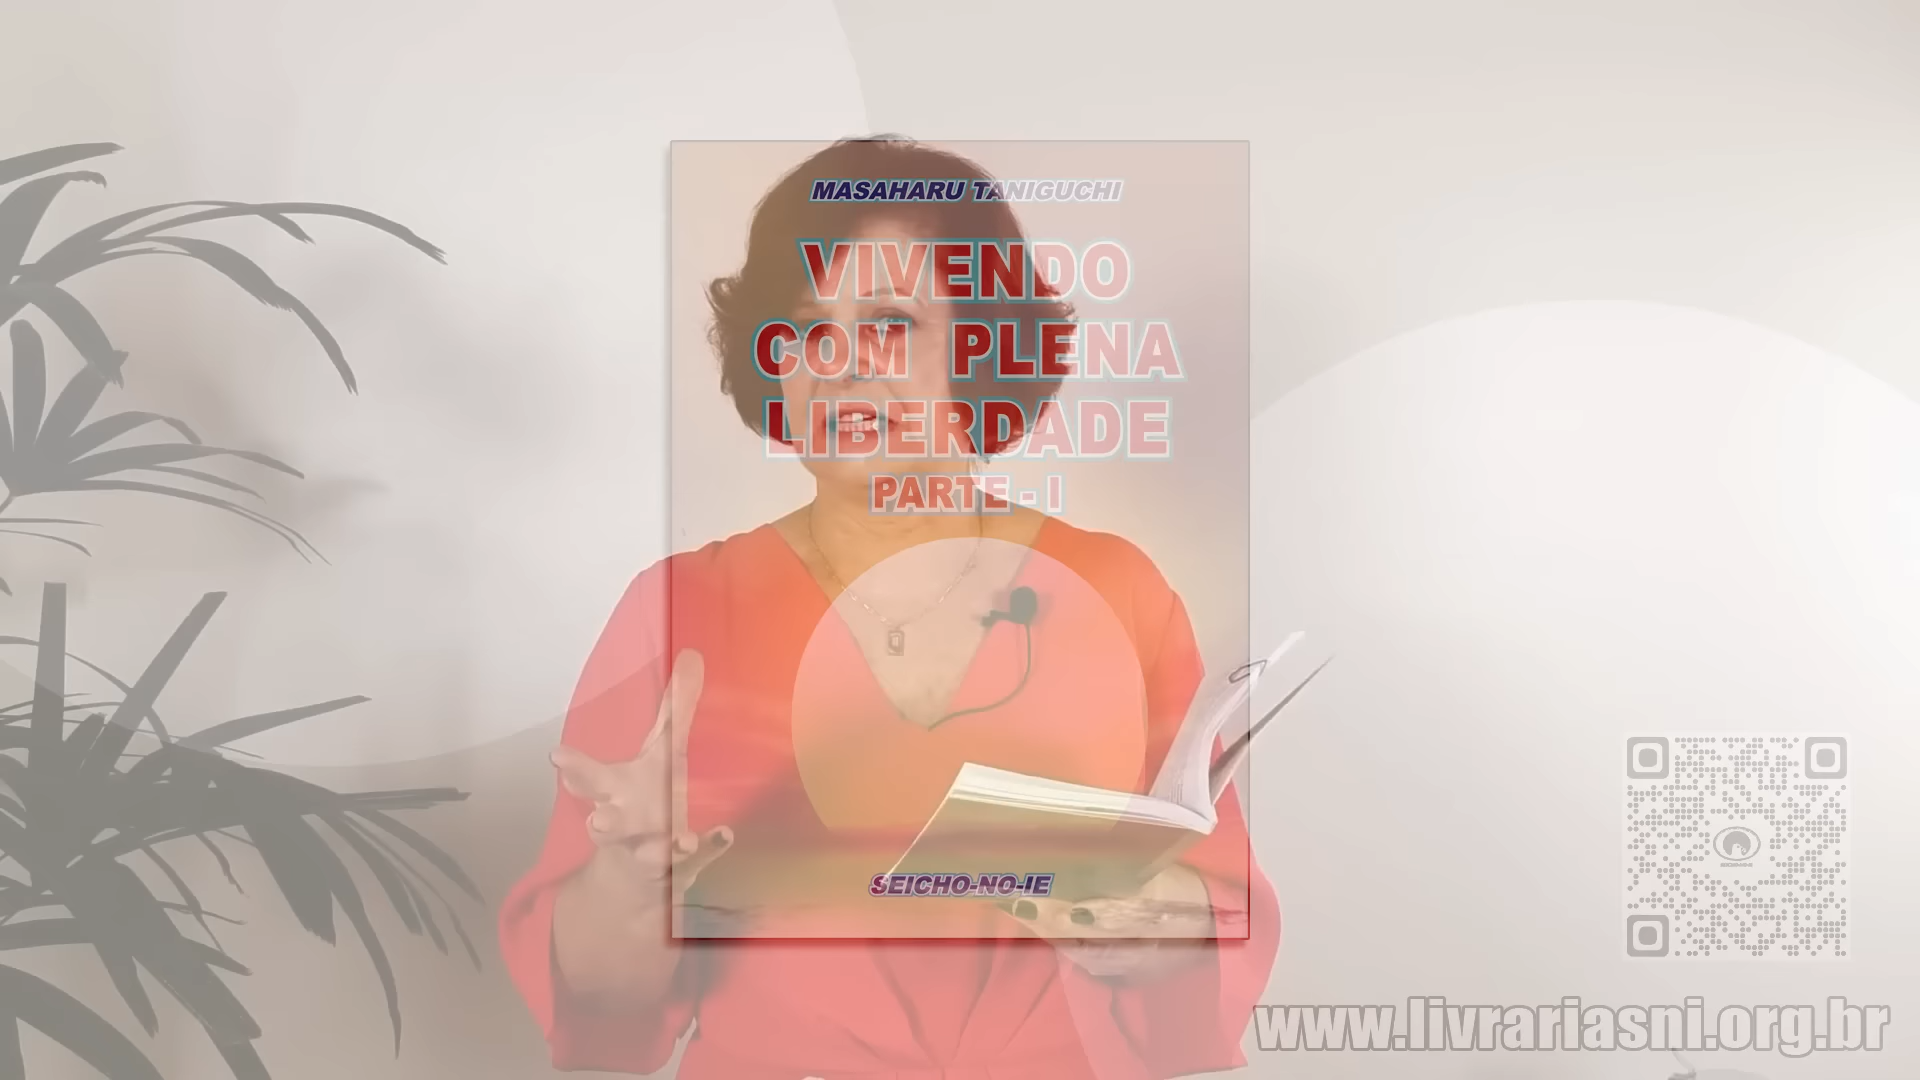 MASAHARU TANIGUCHI
VIVENDO
COM PLENA
LIBERDADE
PARTE - I
SEICHO-NO-IE
www.livrariasni.org.br